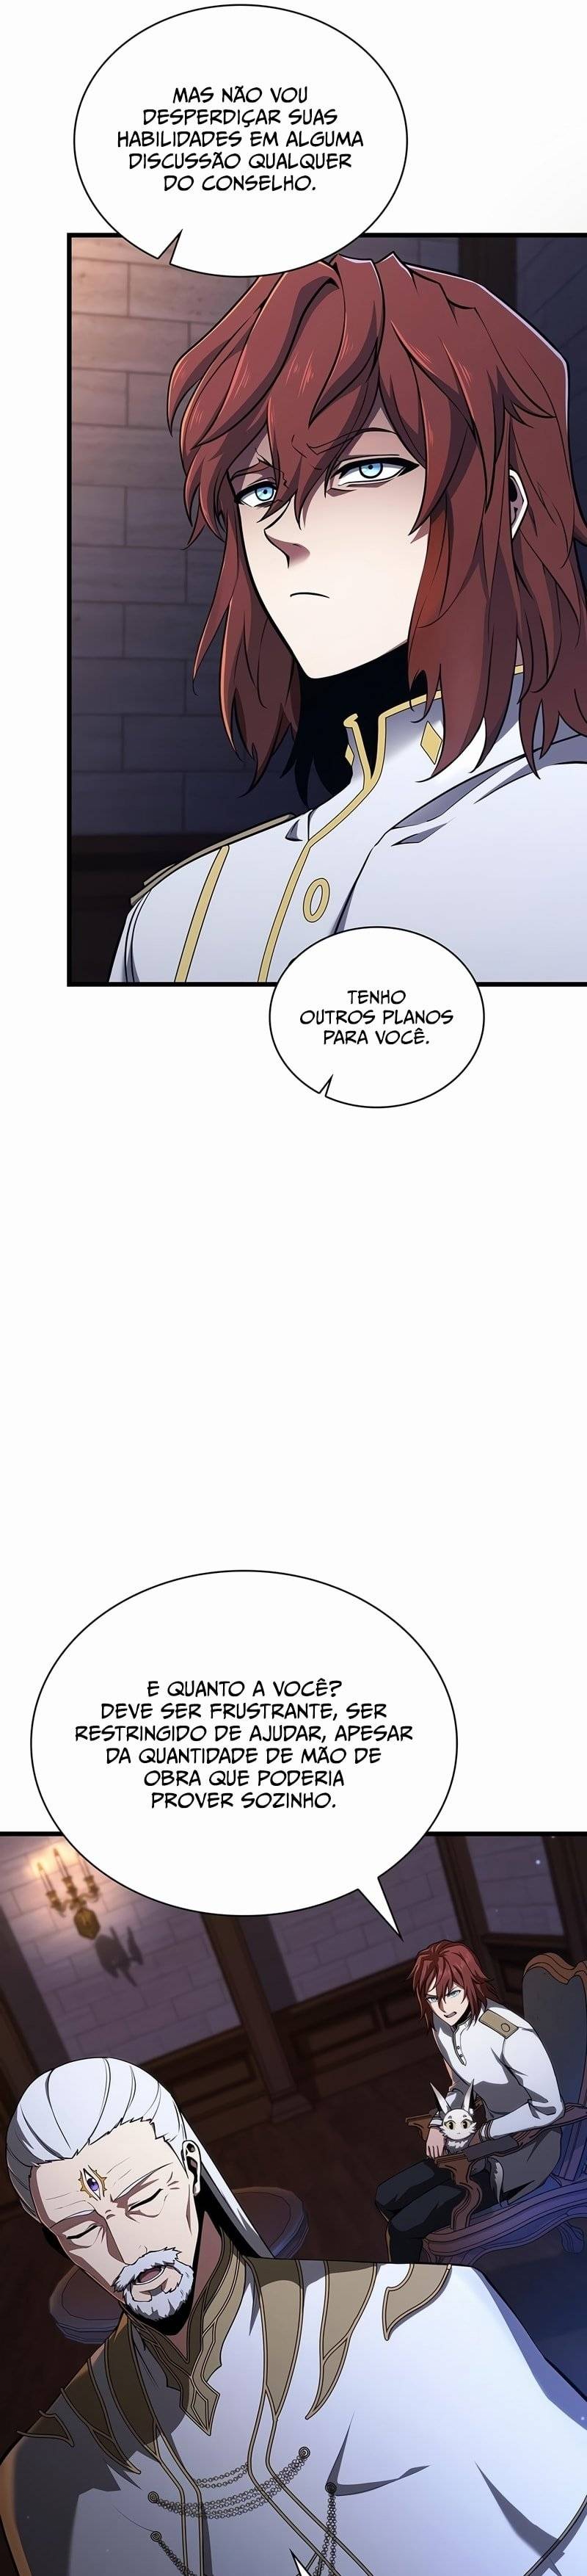 MAS NÃO VOU
DESPERDIÇAR SUAS
HABILIDADES EM ALGUMA
DISCUSSÃO QUALQUER
DO CONSELHO.
TENHO
OUTROS PLANOS
PARA VOCÊ.
E QUANTO A VOCÊ?
DEVE SER FRUSTRANTE, SER
RESTRINGIDO DE AJUDAR, APESAR
DA QUANTIDADE DE MÃO DE
OBRA QUE PODERIA
PROVER SOZINHO.